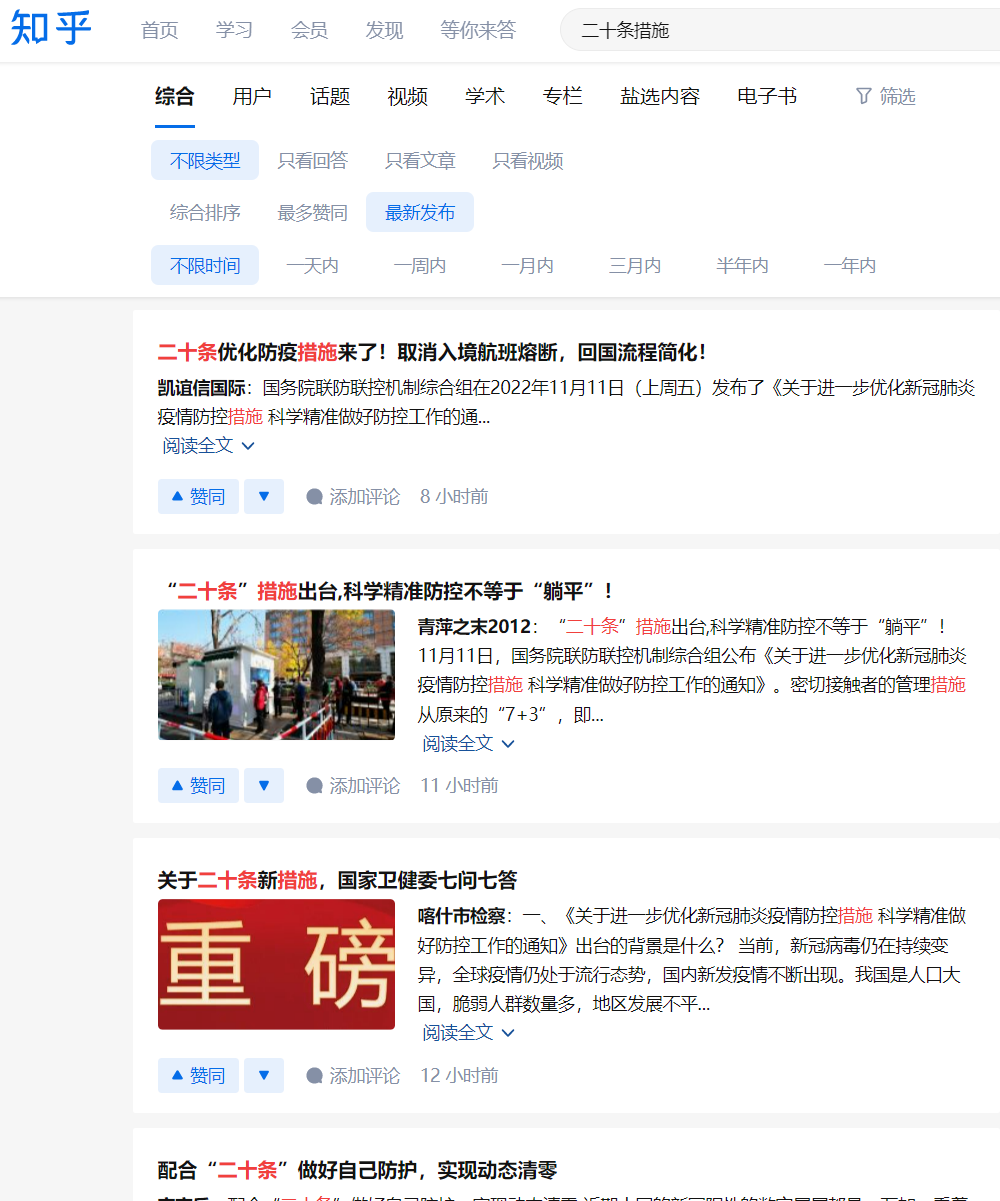 知乎 首页 学习 会员 发现 等你来答 二十条措施
综合 用户 话题 视频 学术 专栏 盐选内容 电子书 筛选
不限类型 只看回答 只看文章 只看视频
综合排序 最多赞同 最新发布
不限时间 一天内 一周内 一月内 三月内 半年内 一年内
二十条优化防疫措施来了！取消入境航班熔断，回国流程简化！
凯谊信国际：国务院联防联控机制综合组在2022年11月11日（上周五）发布了《关于进一步优化新冠肺炎
疫情防控措施 科学精准做好防控工作的通...
阅读全文
赞同 添加评论 8 小时前
“二十条”措施出台,科学精准防控不等于“躺平”！
青萍之末2012：“二十条”措施出台,科学精准防控不等于“躺平”！
11月11日，国务院联防联控机制综合组公布《关于进一步优化新冠肺炎
疫情防控措施 科学精准做好防控工作的通知》。密切接触者的管理措施
从原来的“7+3”，即...
阅读全文
赞同 添加评论 11 小时前
关于二十条新措施，国家卫健委七问七答
重 磅
喀什市检察：一、《关于进一步优化新冠肺炎疫情防控措施 科学精准做
好防控工作的通知》出台的背景是什么？ 当前，新冠病毒仍在持续变
异，全球疫情仍处于流行态势，国内新发疫情不断出现。我国是人口大
国，脆弱人群数量多，地区发展不平...
阅读全文
赞同 添加评论 12 小时前
配合“二十条”做好自己防护，实现动态清零